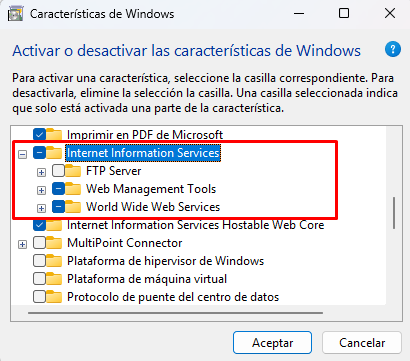 Características de Windows
Activar o desactivar las características de Windows
?
Para activar una característica, seleccione la casilla correspondiente. Para
desactivarla, elimine la selección la casilla. Una casilla seleccionada indica
que solo está activada una parte de la característica.
Imprimir en PDF de Microsoft
Internet Information Services
FTP Server
Web Management Tools
World Wide Web Services
Internet Information Services Hostable Web Core
MultiPoint Connector
Plataforma de hipervisor de Windows
Plataforma de máquina virtual
Protocolo de puente del centro de datos
Aceptar
Cancelar